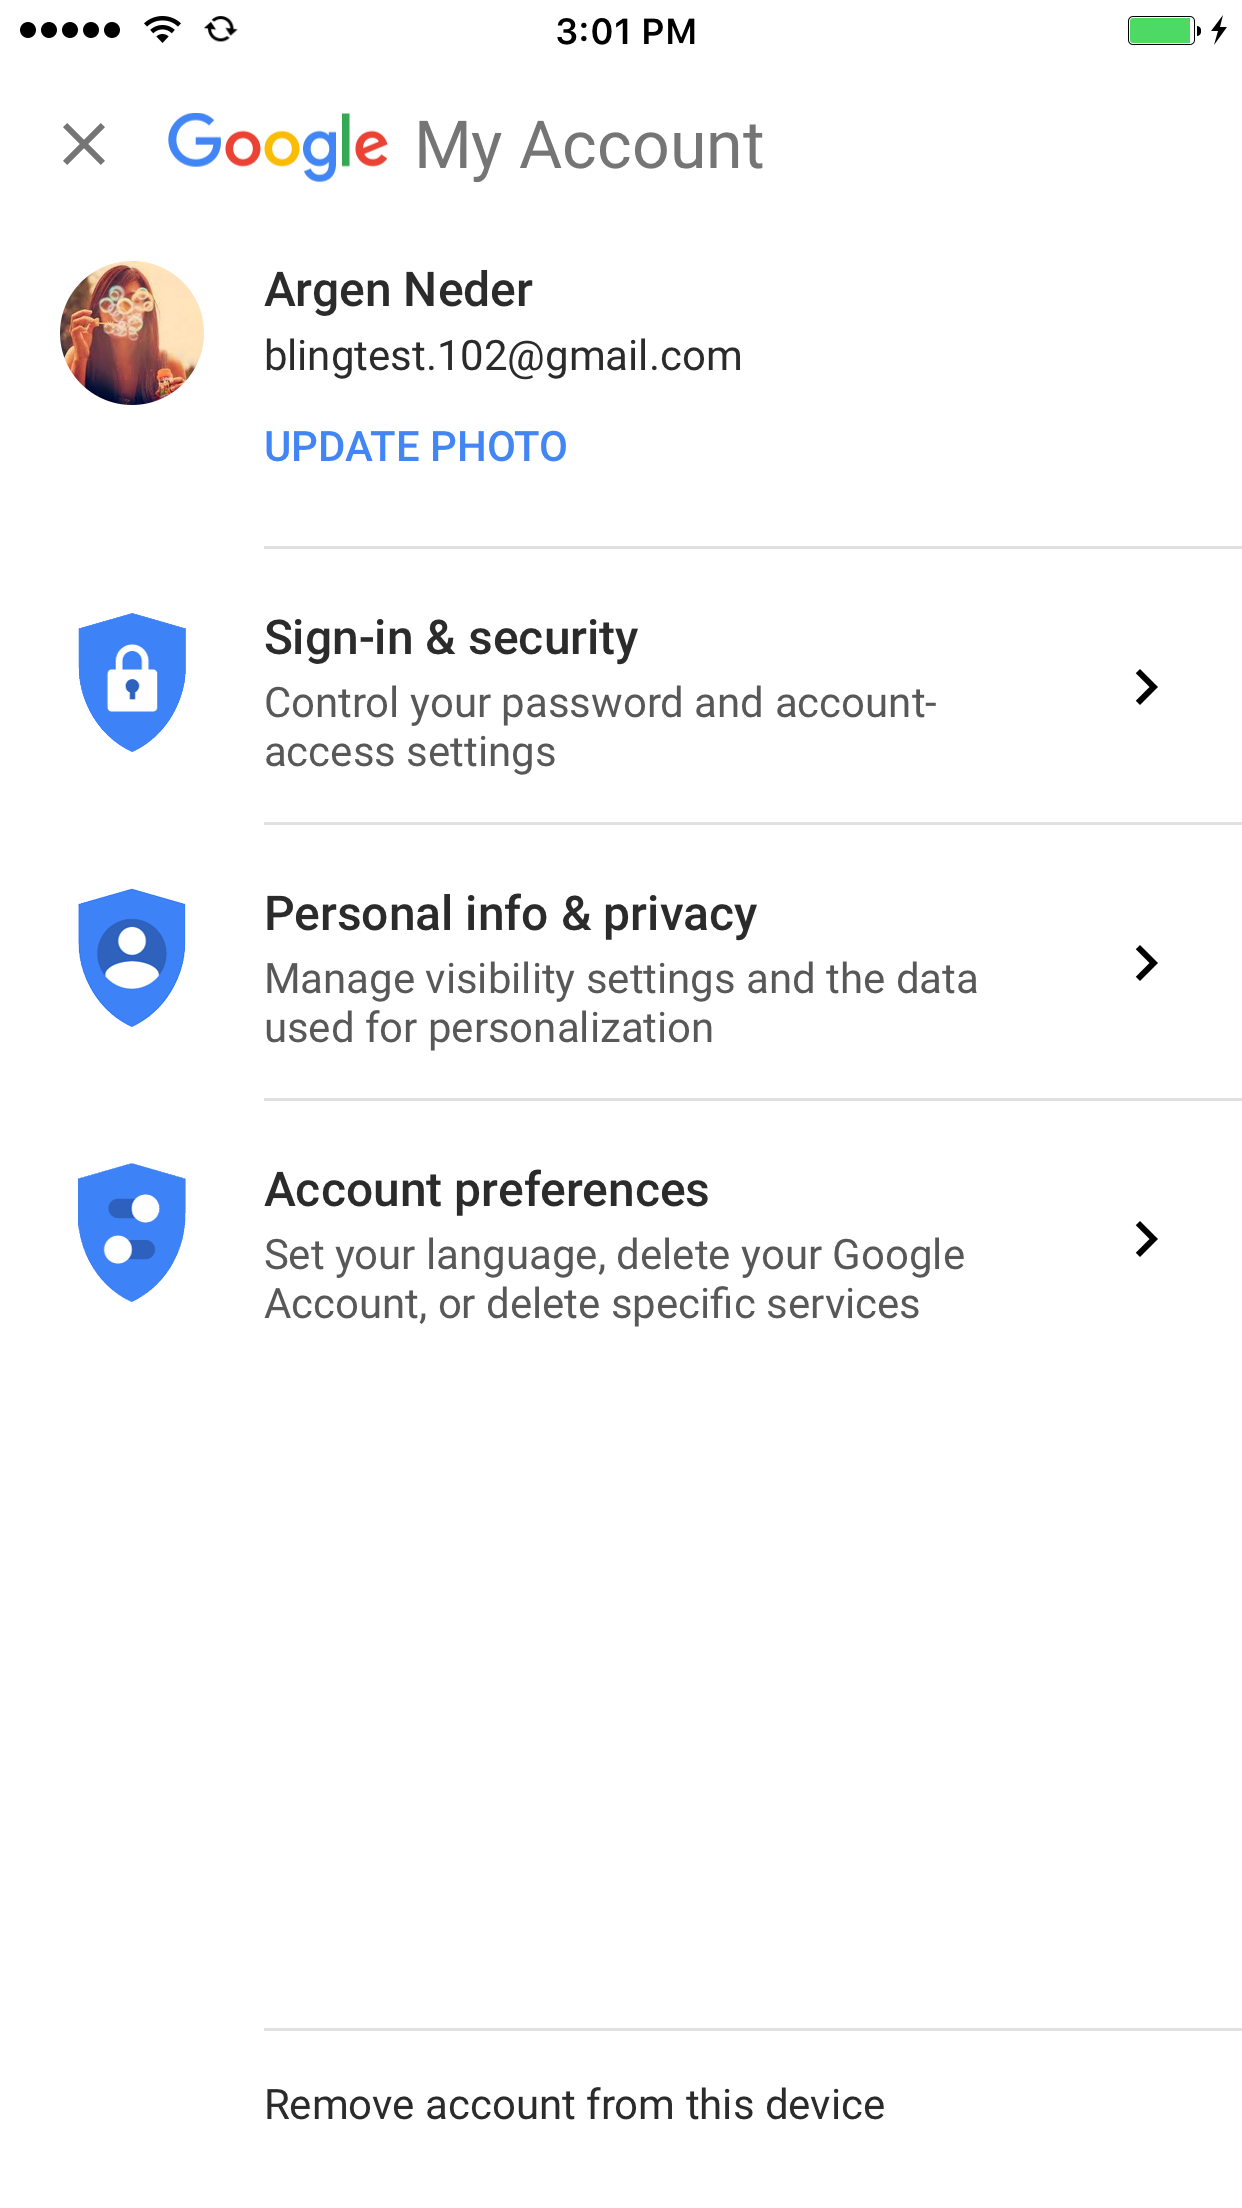 3:01 PM
Google My Account
Argen Neder
blingtest.102@gmail.com
UPDATE PHOTO
Sign-in & security
Control your password and account-
access settings
Personal info & privacy
Manage visibility settings and the data
used for personalization
Account preferences
Set your language, delete your Google
Account, or delete specific services
Remove account from this device